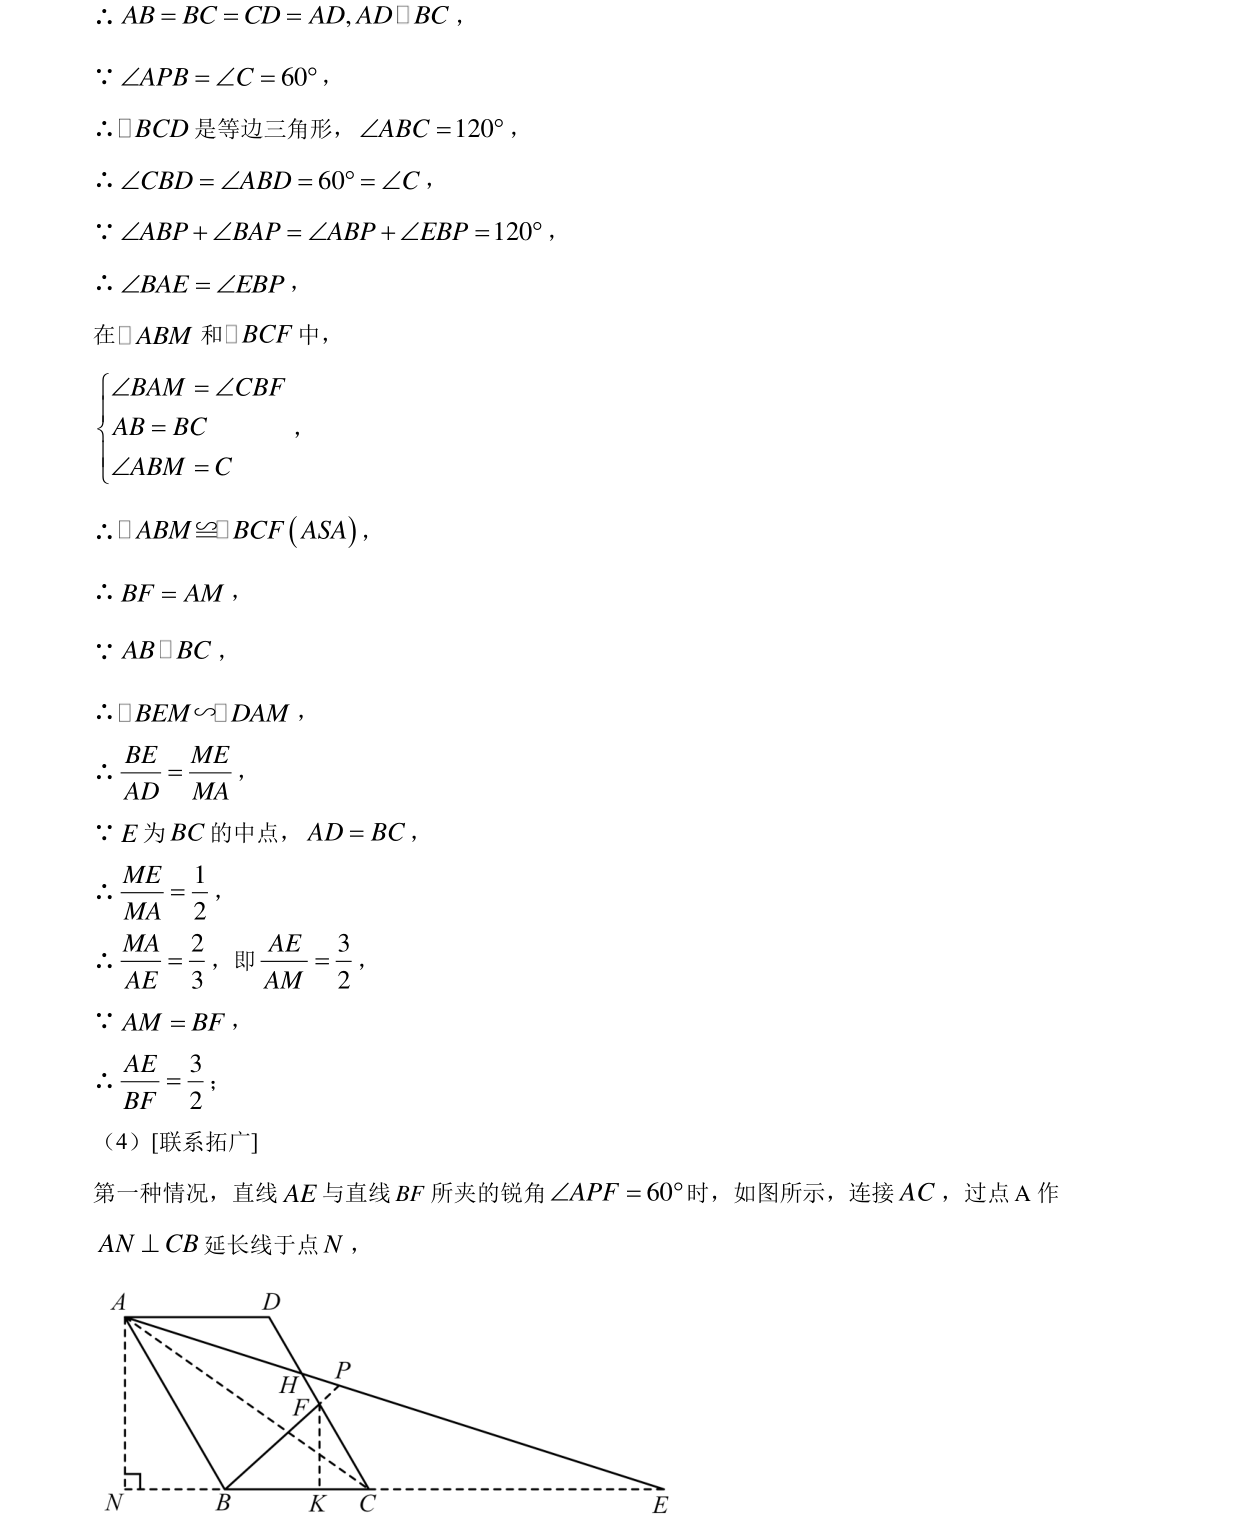 ∴ AB = BC = CD = AD, AD□BC，
∵ ∠APB = ∠C = 60°，
∴□BCD 是等边三角形， ∠ABC = 120°，
∴ ∠CBD = ∠ABD = 60° = ∠C，
∵ ∠ABP + ∠BAP = ∠ABP + ∠EBP = 120°，
∴ ∠BAE = ∠EBP，
在□ABM 和□BCF 中，
∠BAM = ∠CBF
AB = BC ，
∠ABM = C
∴□ABM≌□BCF(ASA)，
∴ BF = AM，
∵ AB□BC，
∴□BEM∽□DAM，
∴ BE/AD = ME/MA，
∵ E 为 BC 的中点， AD = BC，
∴ ME/MA = 1/2，
∴ MA/AE = 2/3，即 AE/AM = 3/2，
∵ AM = BF，
∴ AE/BF = 3/2；
（4）[联系拓广]
第一种情况，直线 AE 与直线 BF 所夹的锐角 ∠APF = 60° 时，如图所示，连接 AC，过点 A 作
AN ⊥ CB 延长线于点 N，
A D
P
H
F
N B K C E